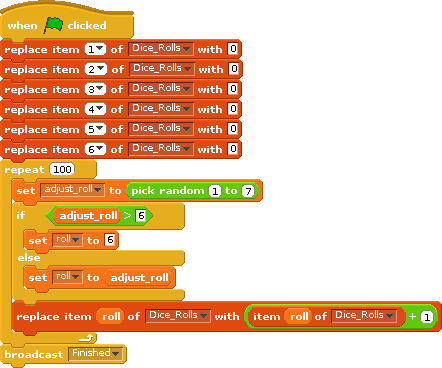 when clicked
replace item 1 of Dice_Rolls with 0
replace item 2 of Dice_Rolls with 0
replace item 3 of Dice_Rolls with 0
replace item 4 of Dice_Rolls with 0
replace item 5 of Dice_Rolls with 0
replace item 6 of Dice_Rolls with 0
repeat 100
set adjust_roll to pick random 1 to 7
if adjust_roll > 6
set roll to 6
else
set roll to adjust_roll
replace item roll of Dice_Rolls with item roll of Dice_Rolls + 1
broadcast Finished